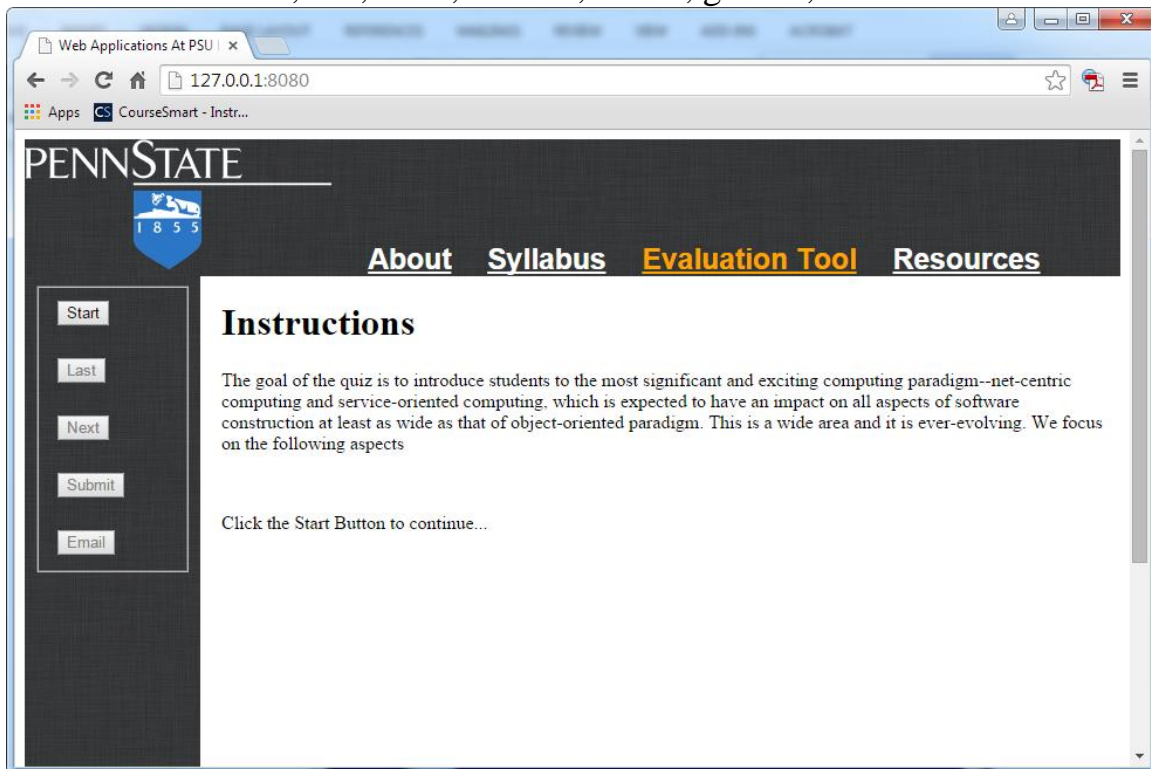 Web Applications At PSU
127.0.0.1:8080
Apps CS CourseSmart - Instr...
PENNSTATE
1855
About Syllabus Evaluation Tool Resources
Start
Last
Next
Submit
Email
Instructions
The goal of the quiz is to introduce students to the most significant and exciting computing paradigm--net-centric
computing and service-oriented computing, which is expected to have an impact on all aspects of software
construction at least as wide as that of object-oriented paradigm. This is a wide area and it is ever-evolving. We focus
on the following aspects
Click the Start Button to continue...